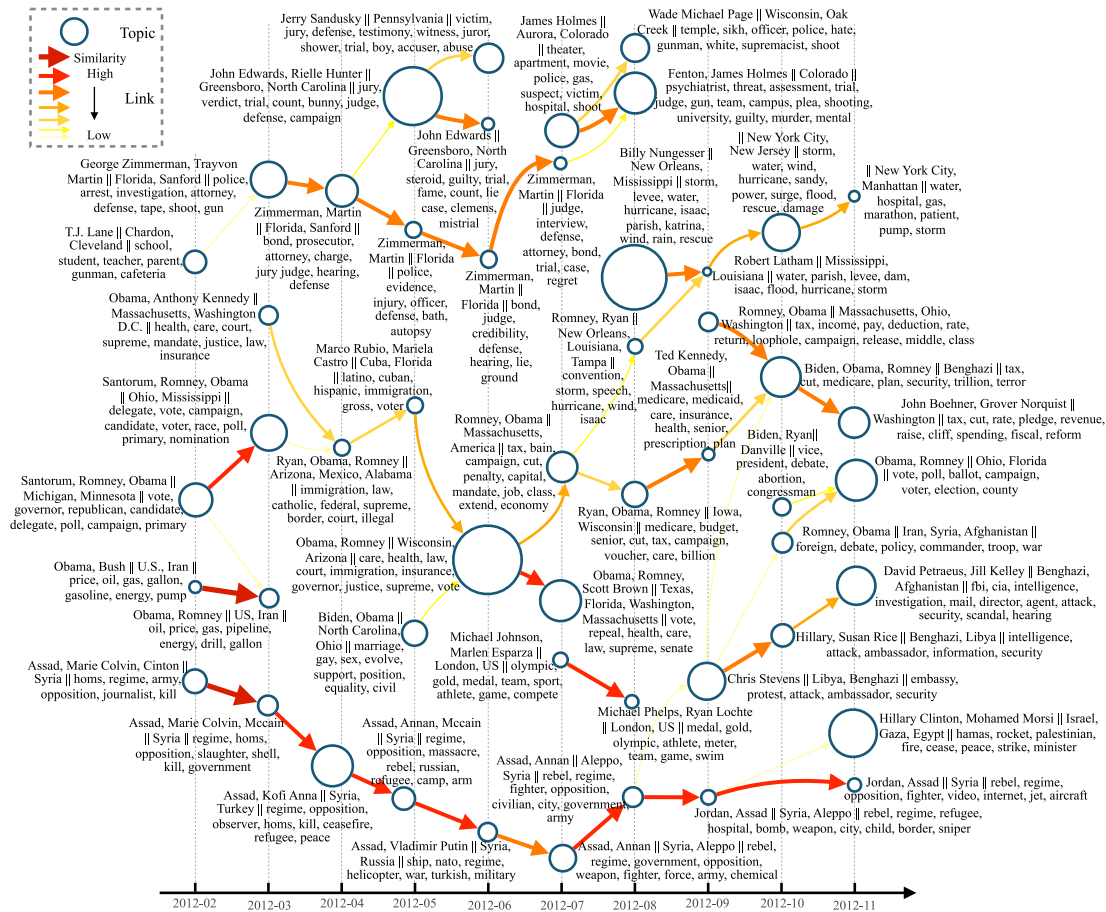 Topic
Similarity
High
Link
Low
Jerry Sandusky || Pennsylvania || victim,
jury, defense, testimony, witness, juror,
shower, trial, boy, accuser, abuse
John Edwards, Rielle Hunter ||
Greensboro, North Carolina || jury,
verdict, trial, count, bunny, judge,
defense, campaign
James Holmes ||
Aurora, Colorado
|| theater,
apartment, movie,
police, gas,
suspect, victim,
hospital, shoot
Wade Michael Page || Wisconsin, Oak
Creek || temple, sikh, officer, police, hate,
gunman, white, supremacist, shoot
Fenton, James Holmes || Colorado ||
psychiatrist, threat, assessment, trial,
judge, gun, team, campus, plea, shooting,
university, guilty, murder, mental
George Zimmerman, Trayvon
Martin || Florida, Sanford || police,
arrest, investigation, attorney,
defense, tape, shoot, gun
T.J. Lane || Chardon,
Cleveland || school,
student, teacher, parent,
gunman, cafeteria
Zimmerman, Martin
|| Florida, Sanford ||
bond, prosecutor,
attorney, charge,
jury judge, hearing,
defense
John Edwards ||
Greensboro, North
Carolina || jury,
steroid, guilty, trial,
fame, count, lie
case, clemens,
mistrial
Zimmerman,
Martin || Florida
|| police,
evidence,
injury, officer,
defense, bath,
autopsy
Zimmerman,
Martin ||
Florida || bond,
judge,
credibility,
defense,
hearing, lie,
ground
Zimmerman,
Martin || Florida
|| judge,
interview,
defense,
attorney, bond,
trial, case,
regret
Billy Nungesser ||
New Orleans,
Mississippi || storm,
levee, water,
hurricane, isaac,
parish, katrina,
wind, rain, rescue
|| New York City,
New Jersey || storm,
water, wind,
hurricane, sandy,
power, surge, flood,
rescue, damage
|| New York City,
Manhattan || water,
hospital, gas,
marathon, patient,
pump, storm
Robert Latham || Mississippi,
Louisiana || water, parish, levee, dam,
isaac, flood, hurricane, storm
Obama, Anthony Kennedy ||
Massachusetts, Washington
D.C. || health, care, court,
supreme, mandate, justice, law,
insurance
Marco Rubio, Mariela
Castro || Cuba, Florida
|| latino, cuban,
hispanic, immigration,
gross, voter
Romney, Ryan ||
New Orleans,
Louisiana,
Tampa ||
convention,
storm, speech,
hurricane, wind,
isaac
Romney, Obama || Massachusetts, Ohio,
Washington || tax, income, pay, deduction, rate,
return, loophole, campaign, release, middle, class
Ted Kennedy,
Obama ||
Massachusetts||
medicare, medicaid,
care, insurance,
health, senior,
prescription, plan
Biden, Obama, Romney || Benghazi || tax,
cut, medicare, plan, security, trillion, terror
John Boehner, Grover Norquist ||
Washington || tax, cut, rate, pledge, revenue,
raise, cliff, spending, fiscal, reform
Santorum, Romney, Obama
|| Ohio, Mississippi ||
delegate, vote, campaign,
candidate, voter, race, poll,
primary, nomination
Romney, Obama ||
Massachusetts,
America || tax, bain,
campaign, cut,
penalty, capital,
mandate, job, class,
extend, economy
Biden, Ryan||
Danville || vice,
president, debate,
abortion,
congressman
Obama, Romney || Ohio, Florida
|| vote, poll, ballot, campaign,
voter, election, county
Santorum, Romney, Obama ||
Michigan, Minnesota || vote,
governor, republican, candidate,
delegate, poll, campaign, primary
Ryan, Obama, Romney ||
Arizona, Mexico, Alabama
|| immigration, law,
catholic, federal, supreme,
border, court, illegal
Ryan, Obama, Romney || Iowa,
Wisconsin || medicare, budget,
senior, cut, tax, campaign,
voucher, care, billion
Romney, Obama || Iran, Syria, Afghanistan ||
foreign, debate, policy, commander, troop, war
Obama, Romney || Wisconsin,
Arizona || care, health, law,
court, immigration, insurance,
governor, justice, supreme, vote
Obama, Bush || U.S., Iran ||
price, oil, gas, gallon,
gasoline, energy, pump
Obama, Romney || US, Iran ||
oil, price, gas, pipeline,
energy, drill, gallon
Obama, Romney,
Scott Brown || Texas,
Florida, Washington,
Massachusetts || vote,
repeal, health, care,
law, supreme, senate
David Petraeus, Jill Kelley || Benghazi,
Afghanistan || fbi, cia, intelligence,
investigation, mail, director, agent, attack,
security, scandal, hearing
Biden, Obama ||
North Carolina,
Ohio || marriage,
gay, sex, evolve,
support, position,
equality, civil
Michael Johnson,
Marlen Esparza ||
London, US || olympic,
gold, medal, team, sport,
athlete, game, compete
Hillary, Susan Rice || Benghazi, Libya || intelligence,
attack, ambassador, information, security
Chris Stevens || Libya, Benghazi || embassy,
protest, attack, ambassador, security
Assad, Marie Colvin, Cinton ||
Syria || homs, regime, army,
opposition, journalist, kill
Michael Phelps, Ryan Lochte
|| London, US || medal, gold,
olympic, athlete, meter,
team, game, swim
Hillary Clinton, Mohamed Morsi || Israel,
Gaza, Egypt || hamas, rocket, palestinian,
fire, cease, peace, strike, minister
Assad, Marie Colvin, Mccain
|| Syria || regime, homs,
opposition, slaughter, shell,
kill, government
Assad, Annan, Mccain
|| Syria || regime,
opposition, massacre,
rebel, russian,
refugee, camp, arm
Assad, Annan || Aleppo,
Syria || rebel, regime,
fighter, opposition,
civilian, city, government,
army
Jordan, Assad || Syria || rebel, regime,
opposition, fighter, video, internet, jet, aircraft
Assad, Kofi Anna || Syria,
Turkey || regime, opposition,
observer, homs, kill, ceasefire,
refugee, peace
Jordan, Assad || Syria, Aleppo || rebel, regime, refugee,
hospital, bomb, weapon, city, child, border, sniper
Assad, Vladimir Putin || Syria,
Russia || ship, nato, regime,
helicopter, war, turkish, military
Assad, Annan || Syria, Aleppo || rebel,
regime, government, opposition,
weapon, fighter, force, army, chemical
2012-02 2012-03 2012-04 2012-05 2012-06 2012-07 2012-08 2012-09 2012-10 2012-11